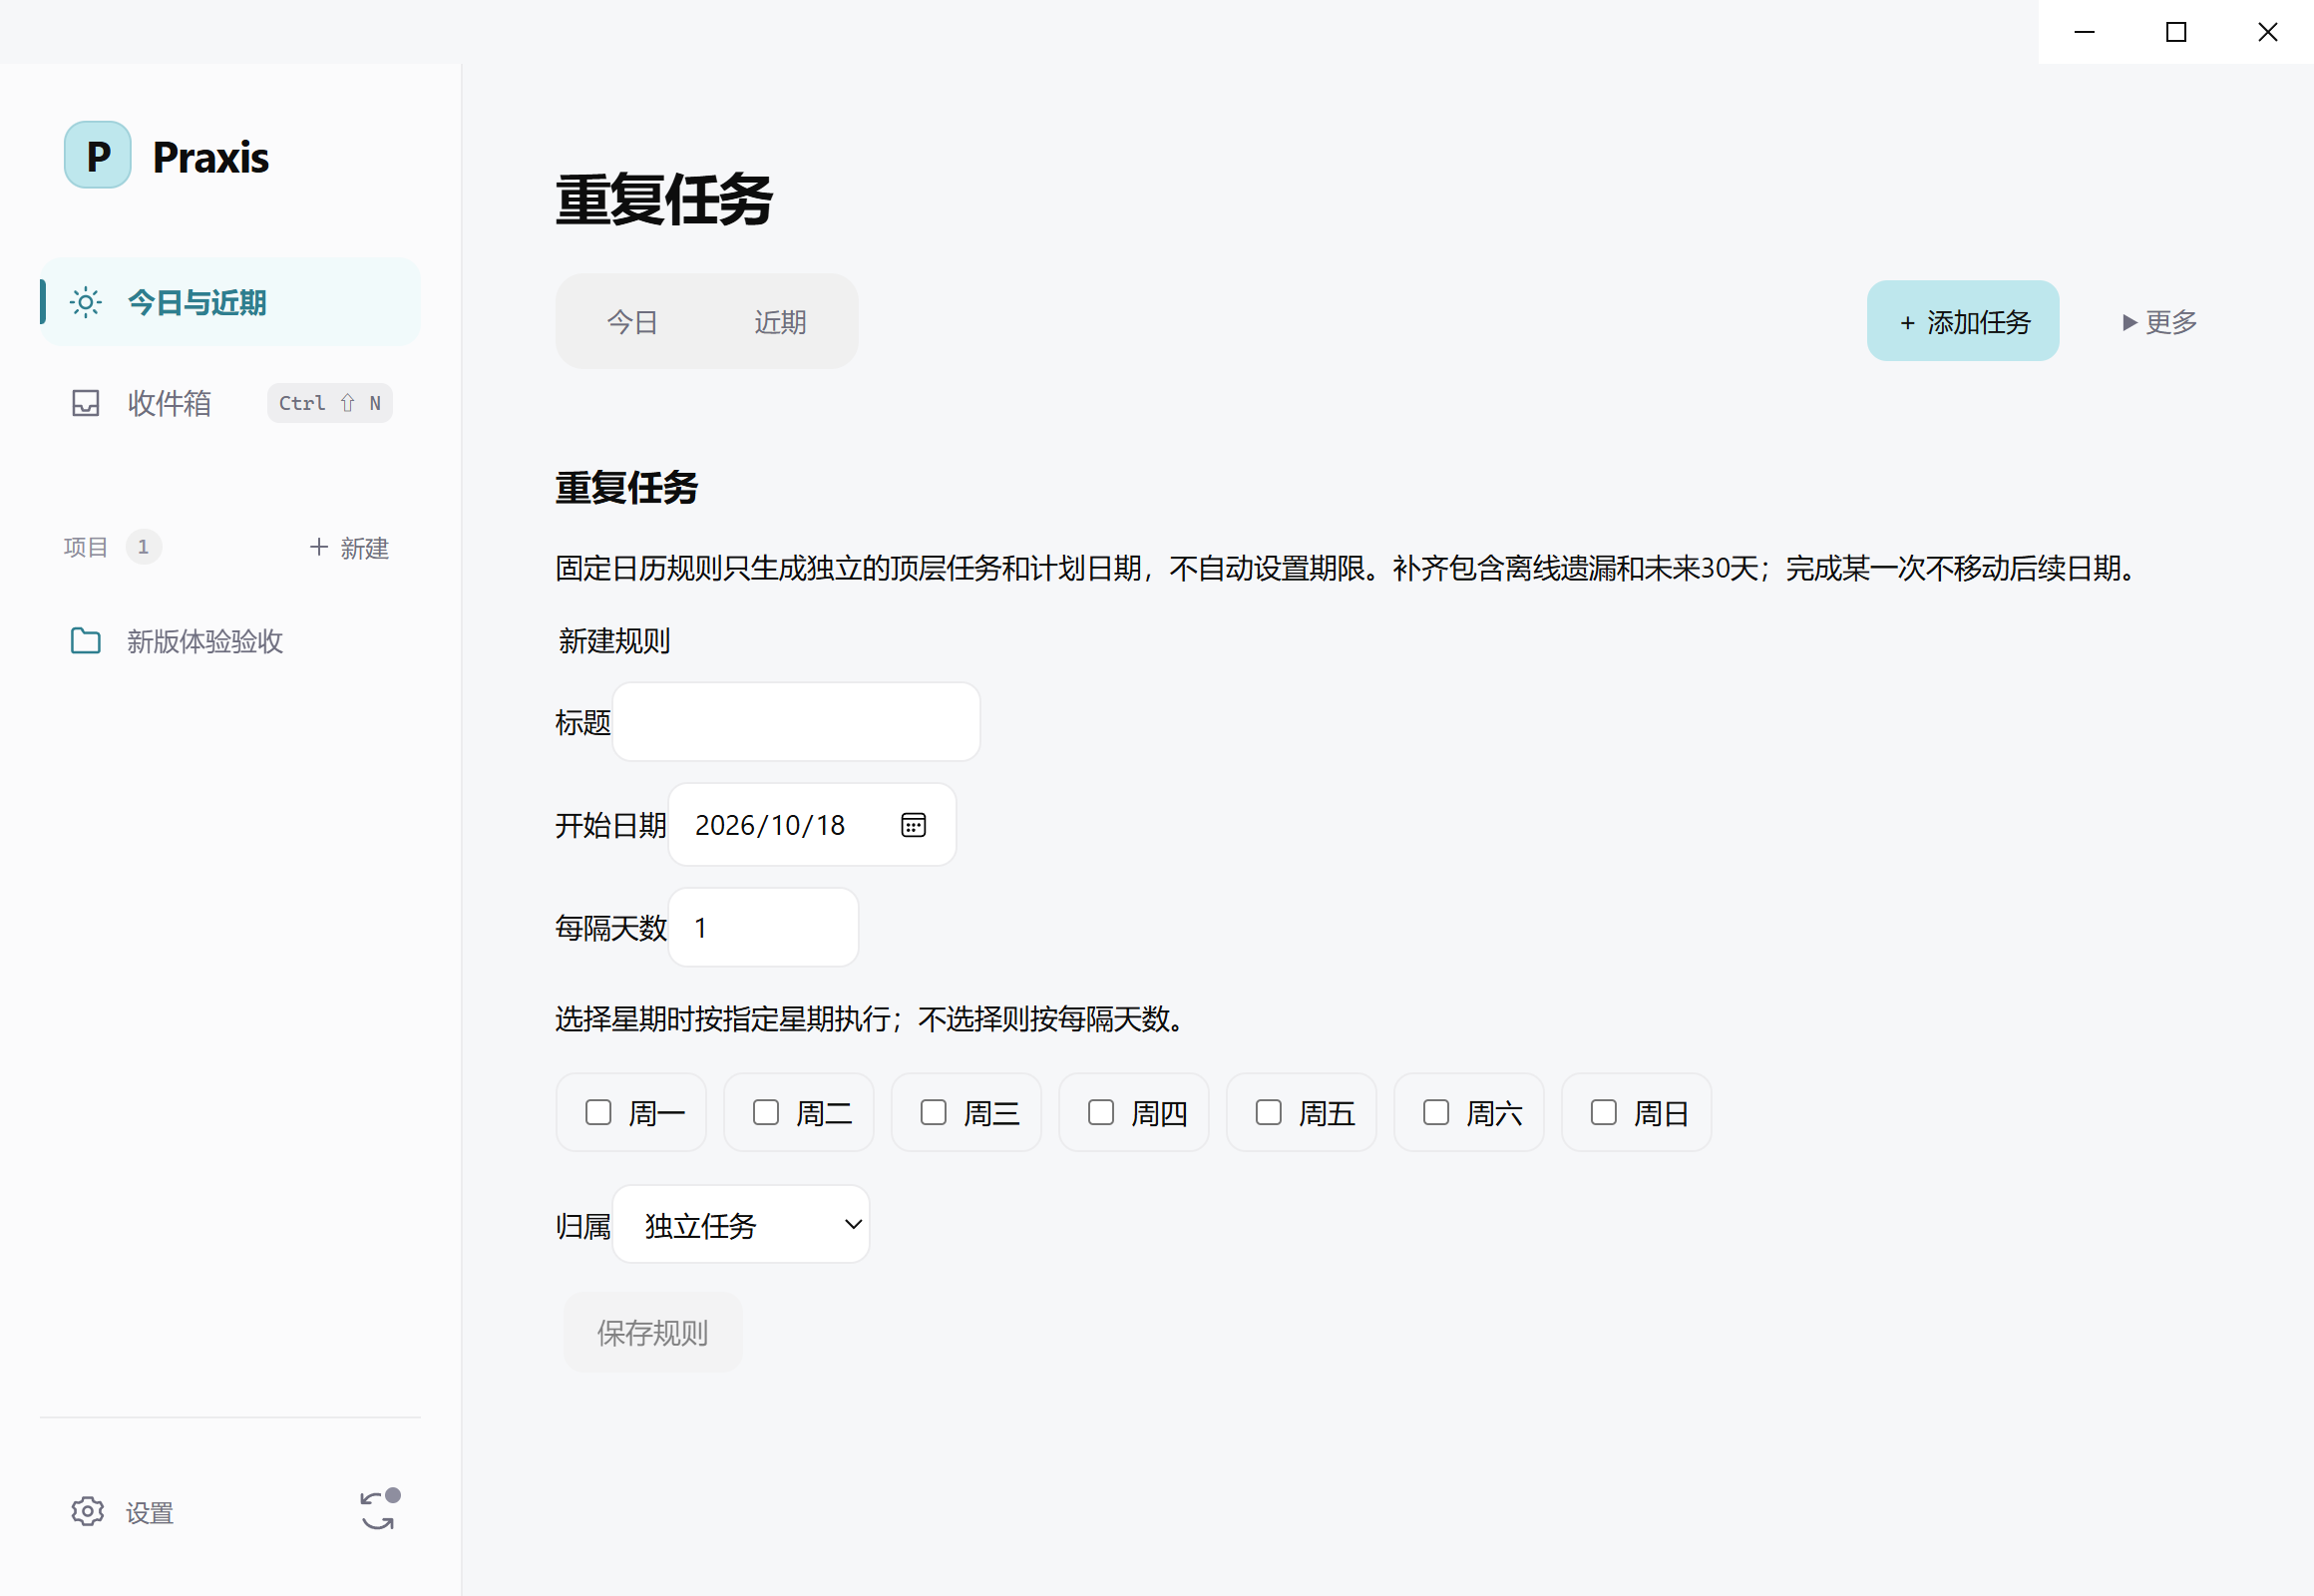 P Praxis
今日与近期
收件箱 Ctrl ⇧ N
项目 1 + 新建
新版体验验收
设置
重复任务
今日 近期
+ 添加任务 ▶ 更多
重复任务
固定日历规则只生成独立的顶层任务和计划日期，不自动设置期限。补齐包含离线遗漏和未来30天；完成某一次不移动后续日期。
新建规则
标题
开始日期 2026/10/18
每隔天数 1
选择星期时按指定星期执行；不选择则按每隔天数。
周一 周二 周三 周四 周五 周六 周日
归属 独立任务
保存规则